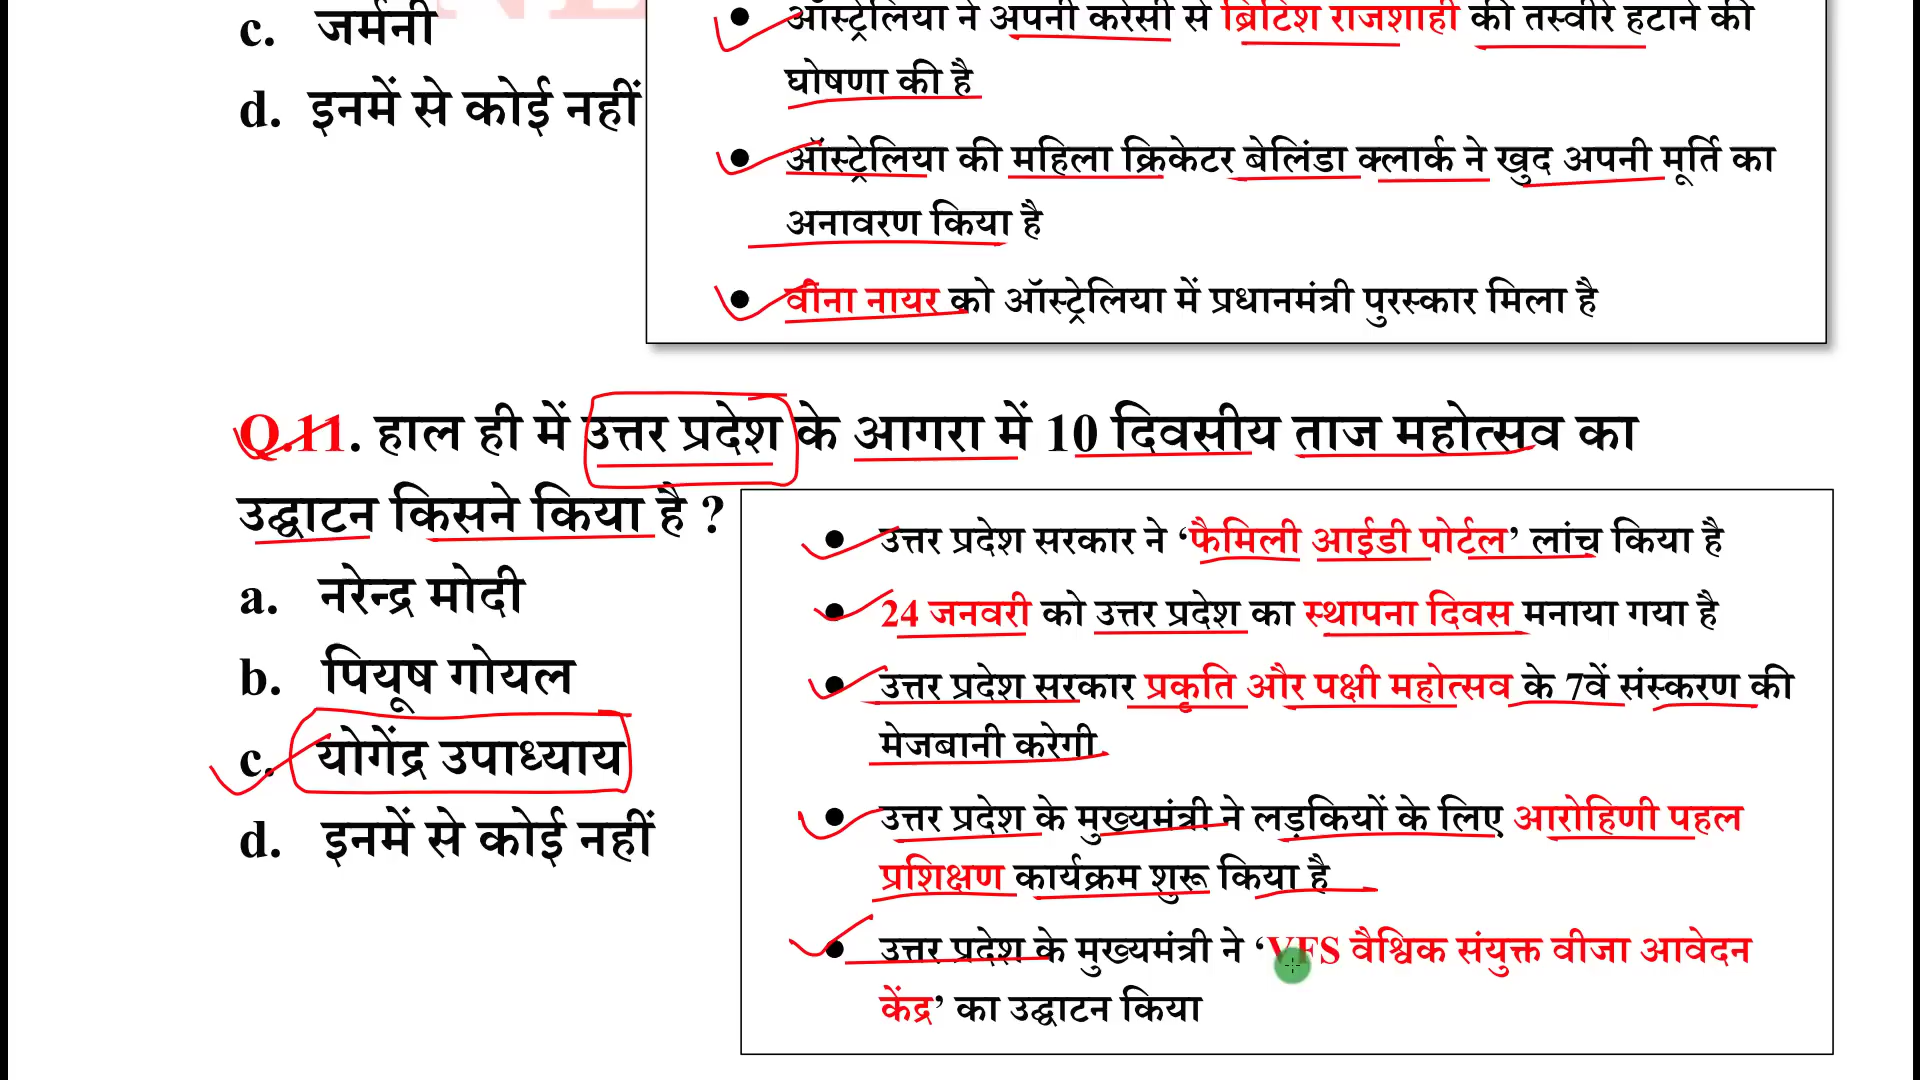 c. जर्मनी
d. इनमें से कोई नहीं
ऑस्ट्रेलिया ने अपनी करेंसी से ब्रिटिश राजशाही की तस्वीरें हटाने की
घोषणा की है
ऑस्ट्रेलिया की महिला क्रिकेटर बेलिंडा क्लार्क ने खुद अपनी मूर्ति का
अनावरण किया है
वीना नायर को ऑस्ट्रेलिया में प्रधानमंत्री पुरस्कार मिला है
Q.11. हाल ही में उत्तर प्रदेश के आगरा में 10 दिवसीय ताज महोत्सव का
उद्घाटन किसने किया है ?
a. नरेन्द्र मोदी
b. पियूष गोयल
c. योगेंद्र उपाध्याय
d. इनमें से कोई नहीं
उत्तर प्रदेश सरकार ने ‘फैमिली आईडी पोर्टल’ लांच किया है
24 जनवरी को उत्तर प्रदेश का स्थापना दिवस मनाया गया है
उत्तर प्रदेश सरकार प्रकृति और पक्षी महोत्सव के 7वें संस्करण की
मेजबानी करेगी
उत्तर प्रदेश के मुख्यमंत्री ने लड़कियों के लिए आरोहिणी पहल
प्रशिक्षण कार्यक्रम शुरू किया है
उत्तर प्रदेश के मुख्यमंत्री ने ‘VFS वैश्विक संयुक्त वीजा आवेदन
केंद्र’ का उद्घाटन किया